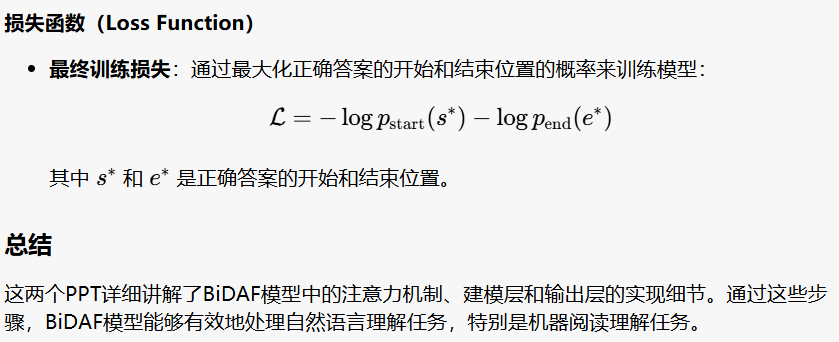 损失函数（Loss Function）
• 最终训练损失：通过最大化正确答案的开始和结束位置的概率来训练模型：
ℒ = − log p_start(s*) − log p_end(e*)
其中 s* 和 e* 是正确答案的开始和结束位置。
总结
这两个PPT详细讲解了BiDAF模型中的注意力机制、建模层和输出层的实现细节。通过这些步
骤，BiDAF模型能够有效地处理自然语言理解任务，特别是机器阅读理解任务。